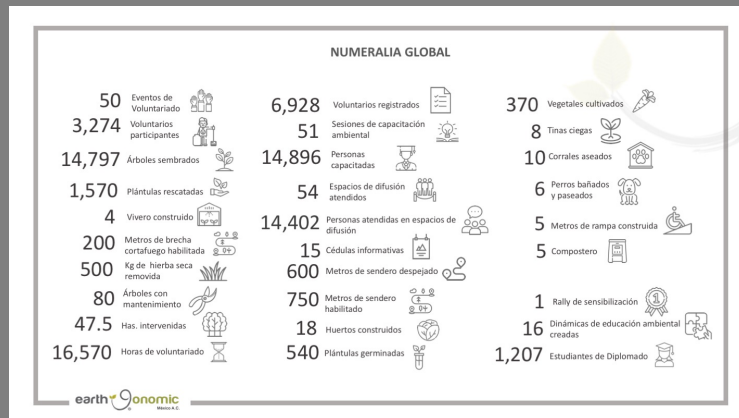 NUMERALIA GLOBAL
50 Eventos de
Voluntariado
3,274 Voluntarios
participantes
14,797 Árboles sembrados
1,570 Plántulas rescatadas
4 Vivero construido
200 Metros de brecha
cortafuego habilitada
500 Kg de hierba seca
removida
80 Árboles con
mantenimiento
47.5 Has. intervenidas
16,570 Horas de voluntariado
6,928 Voluntarios registrados
51 Sesiones de capacitación
ambiental
14,896 Personas
capacitadas
54 Espacios de difusión
atendidos
14,402 Personas atendidas en espacios de
difusión
15 Cédulas informativas
600 Metros de sendero despejado
750 Metros de sendero
habilitado
18 Huertos construidos
540 Plántulas germinadas
370 Vegetales cultivados
8 Tinas ciegas
10 Corrales aseados
6 Perros bañados
y paseados
5 Metros de rampa construida
5 Compostero
1 Rally de sensibilización
16 Dinámicas de educación ambiental
creadas
1,207 Estudiantes de Diplomado
earthgonomic
México A.C.